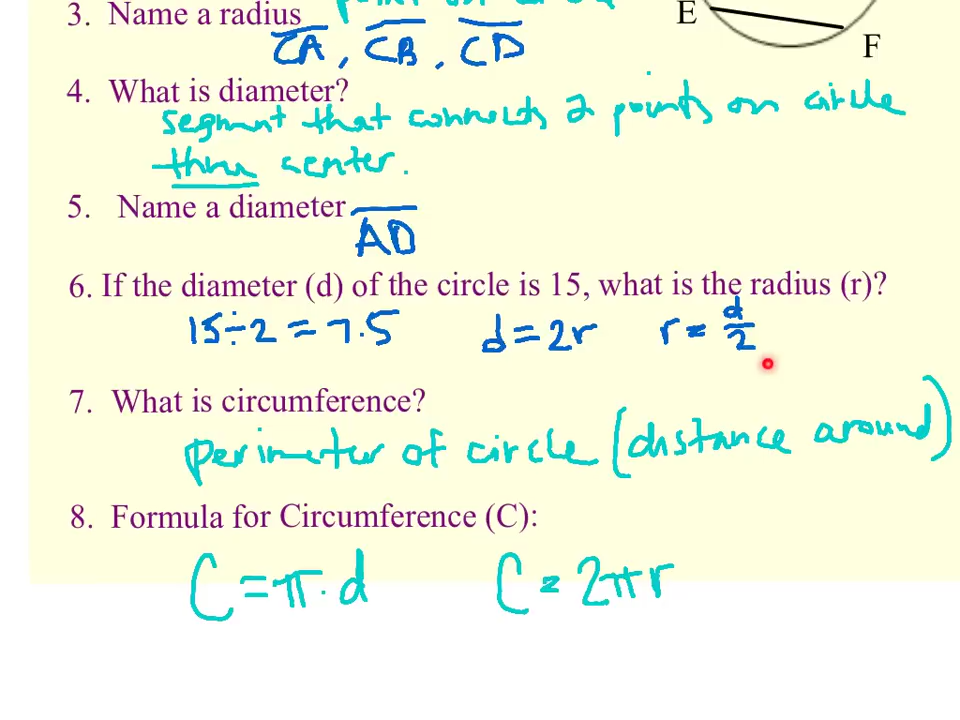 3. Name a radius
E
F
CA, CB, CD
4. What is diameter?
segment that connects 2 points on circle
thru center.
5. Name a diameter
AD
6. If the diameter (d) of the circle is 15, what is the radius (r)?
15÷2=7.5 d=2r r=d/2
7. What is circumference?
perimeter of circle (distance around)
8. Formula for Circumference (C):
C=π·d C=2πr